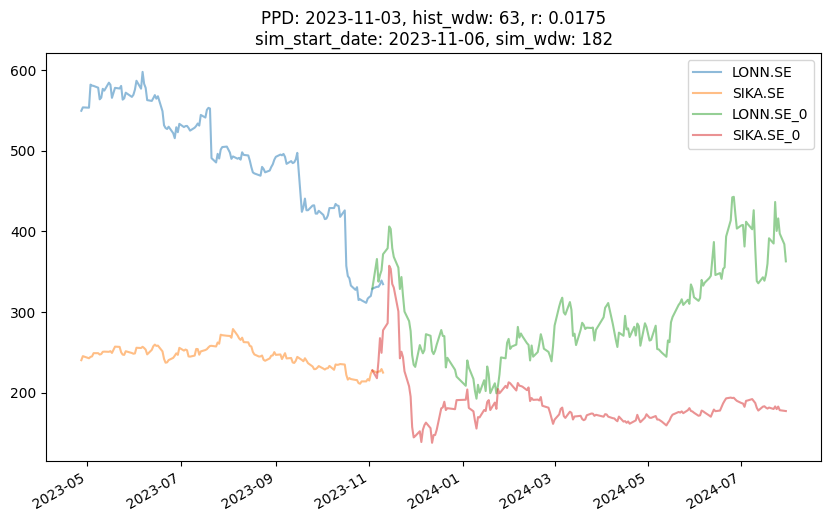 PPD: 2023-11-03, hist_wdw: 63, r: 0.0175
sim_start_date: 2023-11-06, sim_wdw: 182
LONN.SE
SIKA.SE
LONN.SE_0
SIKA.SE_0
600
500
400
300
200
2023-05
2023-07
2023-09
2023-11
2024-01
2024-03
2024-05
2024-07